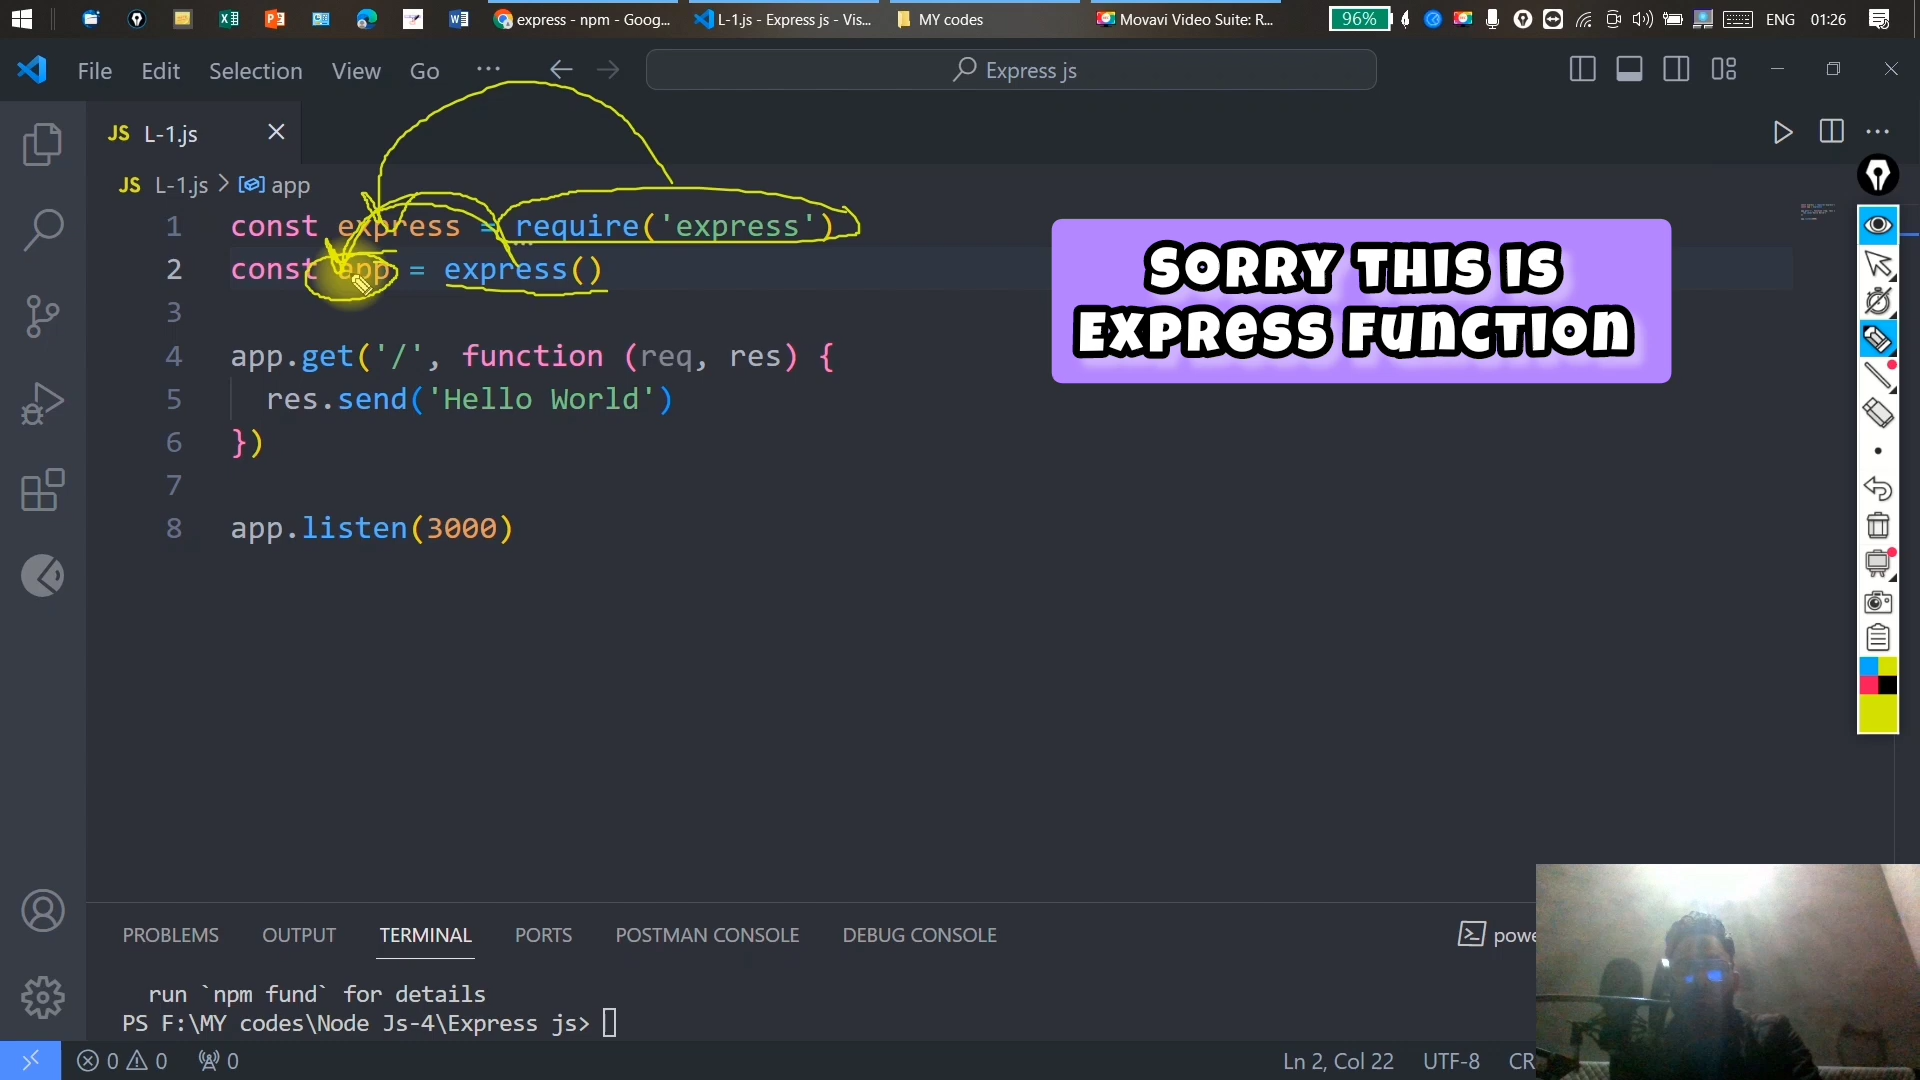 express - npm - Goog...
L-1.js - Express js - Vis...
MY codes
Movavi Video Suite: R...
96%
ENG
01:26
File Edit Selection View Go ...
Express js
JS L-1.js
JS L-1.js > app
1 const express = require('express')
2 const app = express()
3
4 app.get('/', function (req, res) {
5 res.send('Hello World')
6 })
7
8 app.listen(3000)
SORRY THIS IS
EXPRESS FUNCTION
PROBLEMS OUTPUT TERMINAL PORTS POSTMAN CONSOLE DEBUG CONSOLE
powe
run `npm fund` for details
PS F:\MY codes\Node Js-4\Express js>
0 0 0
Ln 2, Col 22 UTF-8 CR